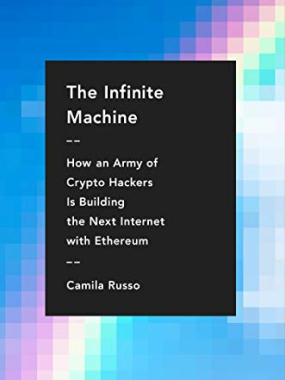 The Infinite
Machine
––
How an Army of
Crypto Hackers
Is Building
the Next Internet
with Ethereum
––
Camila Russo